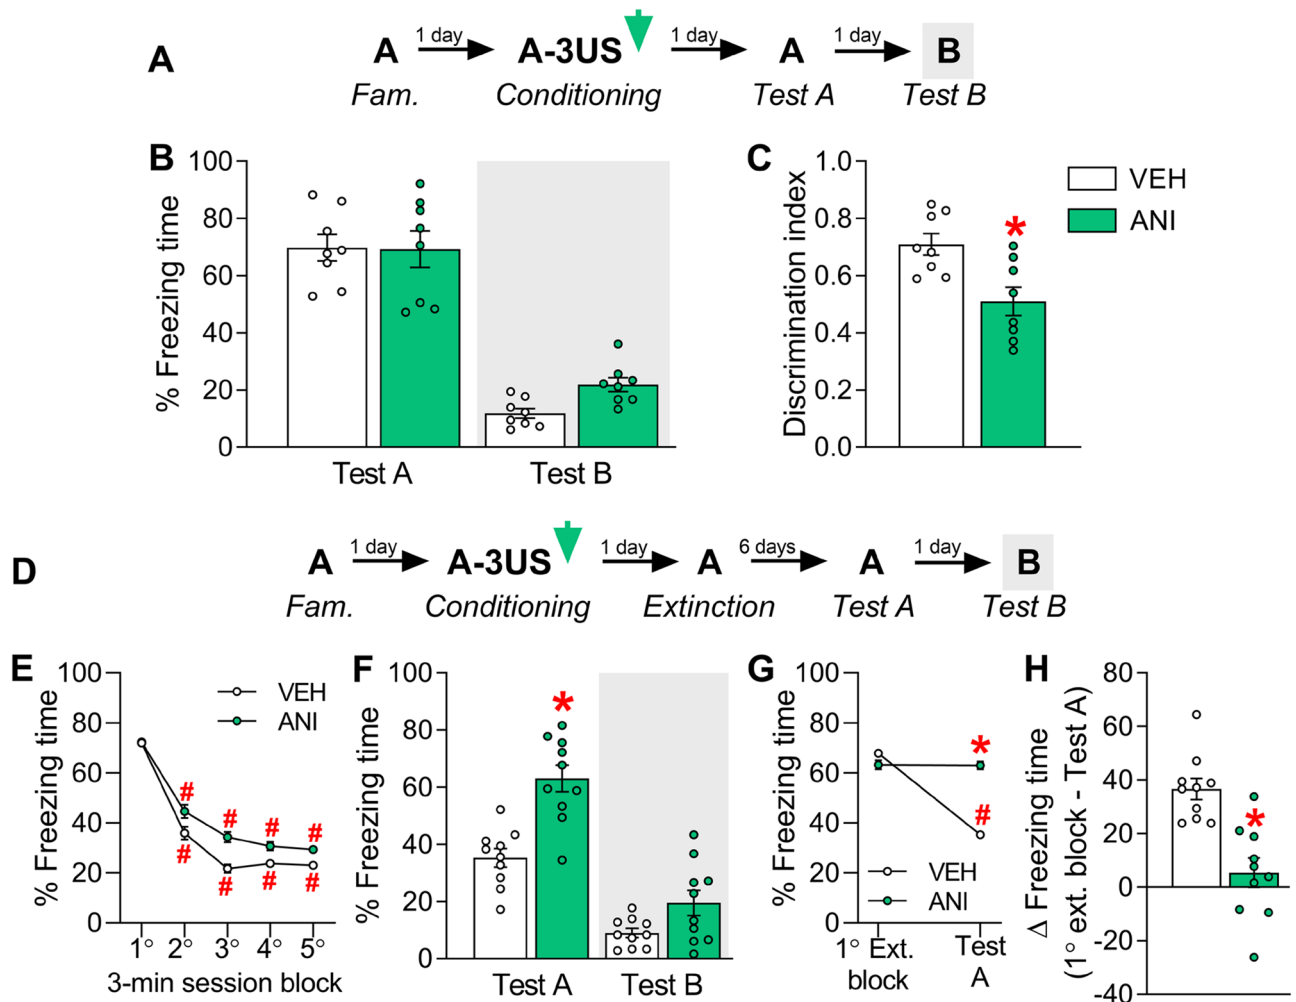 A
A 1 day A-3US 1 day A 1 day B
Fam. Conditioning Test A Test B
B
% Freezing time
100
80
60
40
20
0
Test A Test B
C
Discrimination index
1.0
0.8
0.6
0.4
0.2
0.0
*
VEH
ANI
D
A 1 day A-3US 1 day A 6 days A 1 day B
Fam. Conditioning Extinction Test A Test B
E
% Freezing time
100
80
60
40
20
0
VEH
ANI
# # # #
# # # #
1° 2° 3° 4° 5°
3-min session block
F
% Freezing time
100
80
60
40
20
0
*
Test A Test B
G
% Freezing time
100
80
60
40
20
0
*
#
VEH
ANI
1° Ext. Test
block A
H
Δ Freezing time
(1° ext. block - Test A)
80
60
40
20
0
-20
-40
*